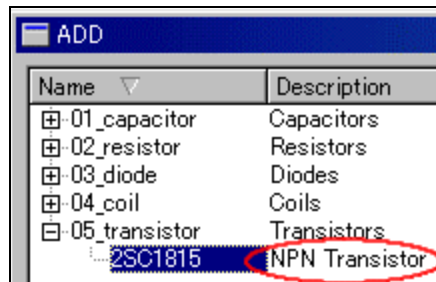 ADD
Name Description
01_capacitor Capacitors
02_resistor Resistors
03_diode Diodes
04_coil Coils
05_transistor Transistors
2SC1815 NPN Transistor